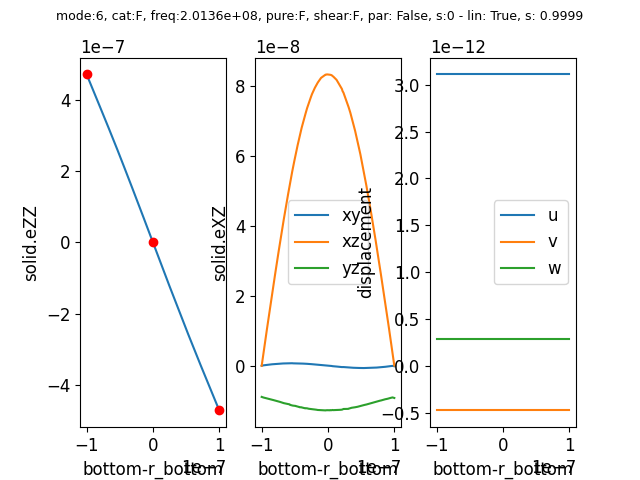 mode:6, cat:F, freq:2.0136e+08, pure:F, shear:F, par: False, s:0 - lin: True, s: 0.9999
1e−7
4
2
0
−2
−4
solid.eZZ
−1
0
1
bottom-r_bottom
1e−7
1e−8
8
6
4
2
0
solid.eXZ
xy
xz
yz
−1
0
1
bottom-r_bottom
1e−7
1e−12
3.0
2.5
2.0
1.5
1.0
0.5
0.0
−0.5
displacement
u
v
w
−1
0
1
bottom-r_bottom
1e−7